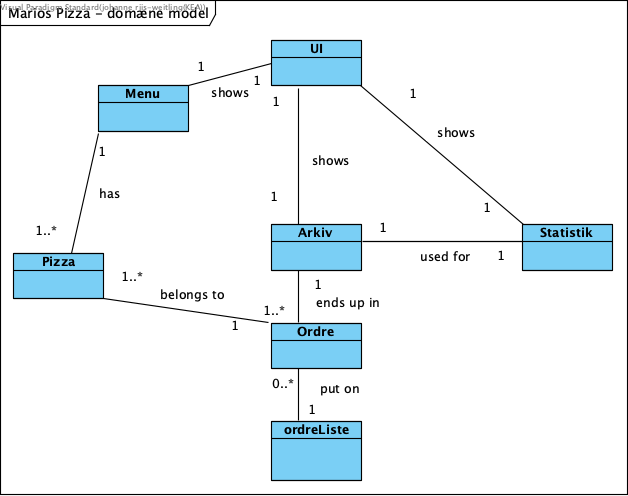 Visual Paradigm Standard(johanne riis-weitling(KEA))
Marios Pizza - domæne model
UI
1
1
shows
1
Menu
1
shows
1
has
shows
1
1
1..*
1
Arkiv
1
Statistik
used for
1
Pizza
1..*
belongs to
1
1..*
ends up in
1
Ordre
0..*
put on
1
ordreListe